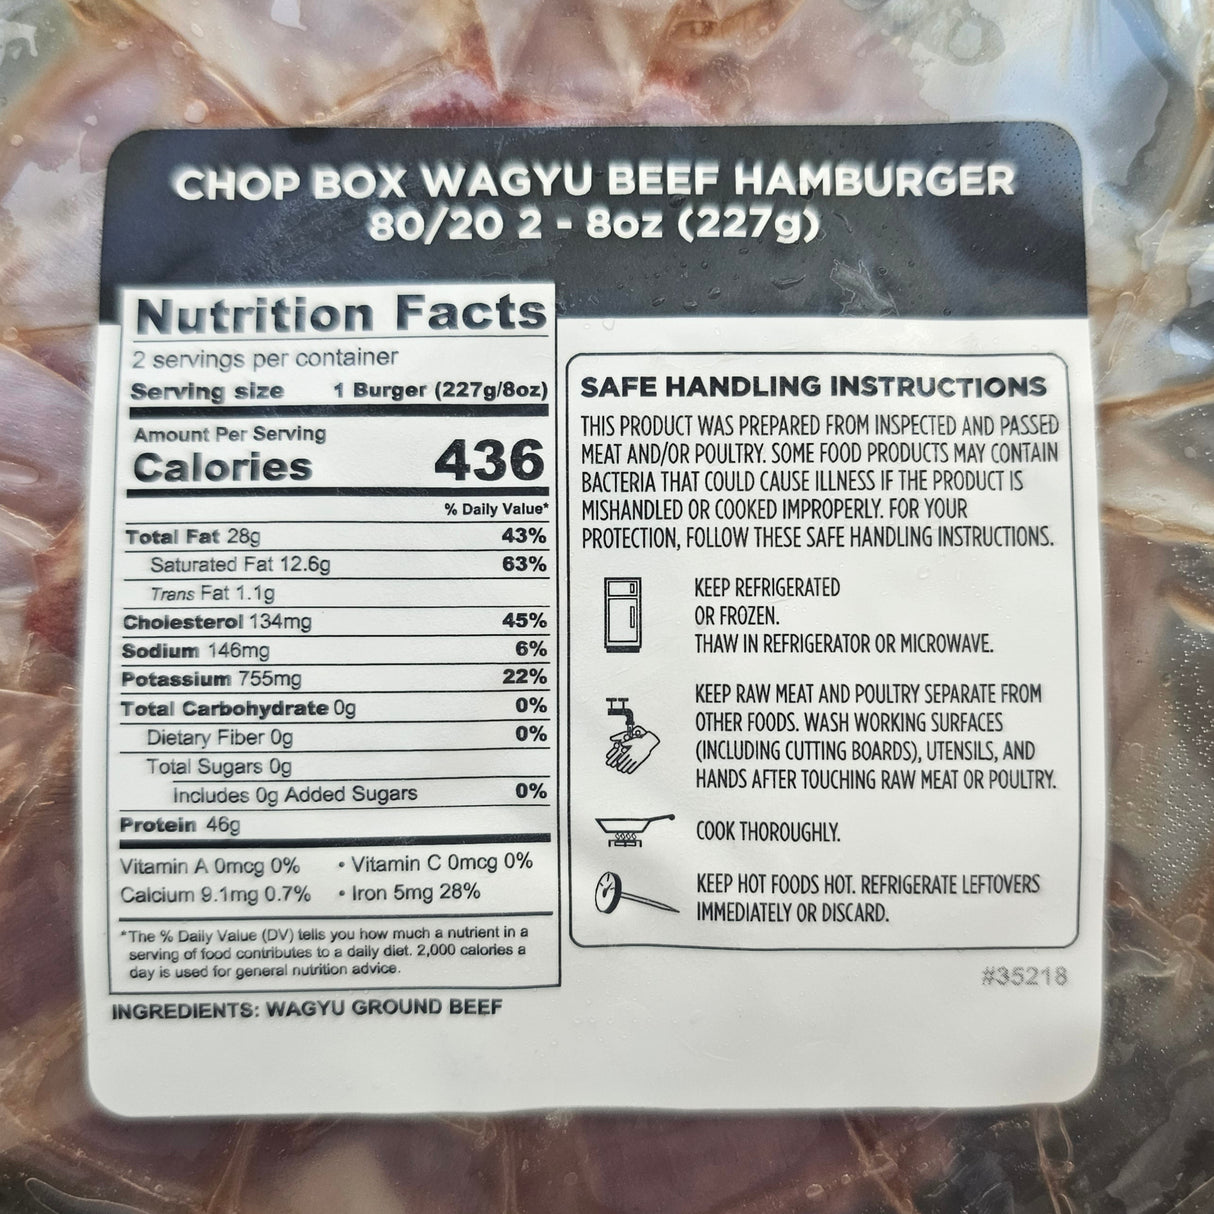 CHOP BOX WAGYU BEEF HAMBURGER
80/20 2 - 8oz (227g)
Nutrition Facts
2 servings per container
Serving size 1 Burger (227g/8oz)
Amount Per Serving
Calories 436
% Daily Value*
Total Fat 28g 43%
Saturated Fat 12.6g 63%
Trans Fat 1.1g
Cholesterol 134mg 45%
Sodium 146mg 6%
Potassium 755mg 22%
Total Carbohydrate 0g 0%
Dietary Fiber 0g 0%
Total Sugars 0g
includes 0g Added Sugars 0%
Protein 46g
Vitamin A 0mcg 0% • Vitamin C 0mcg 0%
Calcium 9.1mg 0.7% • Iron 5mg 28%
*The % Daily Value (DV) tells you how much a nutrient in a
serving of food contributes to a daily diet. 2,000 calories a
day is used for general nutrition advice.
INGREDIENTS: WAGYU GROUND BEEF
SAFE HANDLING INSTRUCTIONS
THIS PRODUCT WAS PREPARED FROM INSPECTED AND PASSED
MEAT AND/OR POULTRY. SOME FOOD PRODUCTS MAY CONTAIN
BACTERIA THAT COULD CAUSE ILLNESS IF THE PRODUCT IS
MISHANDLED OR COOKED IMPROPERLY. FOR YOUR
PROTECTION, FOLLOW THESE SAFE HANDLING INSTRUCTIONS.
KEEP REFRIGERATED
OR FROZEN.
THAW IN REFRIGERATOR OR MICROWAVE.
KEEP RAW MEAT AND POULTRY SEPARATE FROM
OTHER FOODS. WASH WORKING SURFACES
(INCLUDING CUTTING BOARDS), UTENSILS, AND
HANDS AFTER TOUCHING RAW MEAT OR POULTRY.
COOK THOROUGHLY.
KEEP HOT FOODS HOT. REFRIGERATE LEFTOVERS
IMMEDIATELY OR DISCARD.
#35218